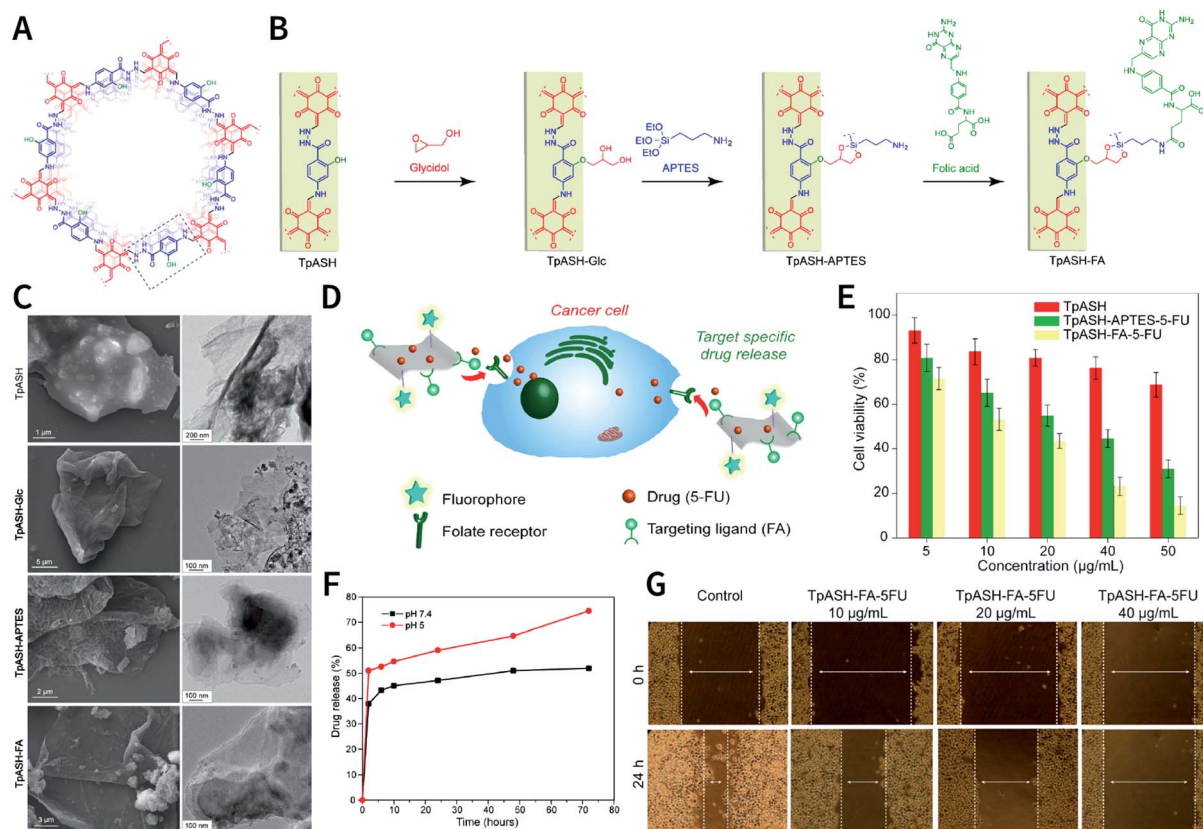 A
B
TpASH
Glycidol
TpASH-Glc
EtO
EtO
EtO
Si
NH₂
APTES
TpASH-APTES
Folic acid
TpASH-FA
C
TpASH
1 µm
200 nm
TpASH-Glc
5 µm
100 nm
TpASH-APTES
2 µm
100 nm
TpASH-FA
3 µm
100 nm
D
Cancer cell
Target specific
drug release
Fluorophore
Drug (5-FU)
Folate receptor
Targeting ligand (FA)
E
TpASH
TpASH-APTES-5-FU
TpASH-FA-5-FU
Cell viability (%)
100
80
60
40
20
0
5
10
20
40
50
Concentration (µg/mL)
F
pH 7.4
pH 5
Drug release (%)
80
70
60
50
40
30
20
10
0
0
10
20
30
40
50
60
70
80
Time (hours)
G
Control
TpASH-FA-5FU
10 µg/mL
TpASH-FA-5FU
20 µg/mL
TpASH-FA-5FU
40 µg/mL
0 h
24 h